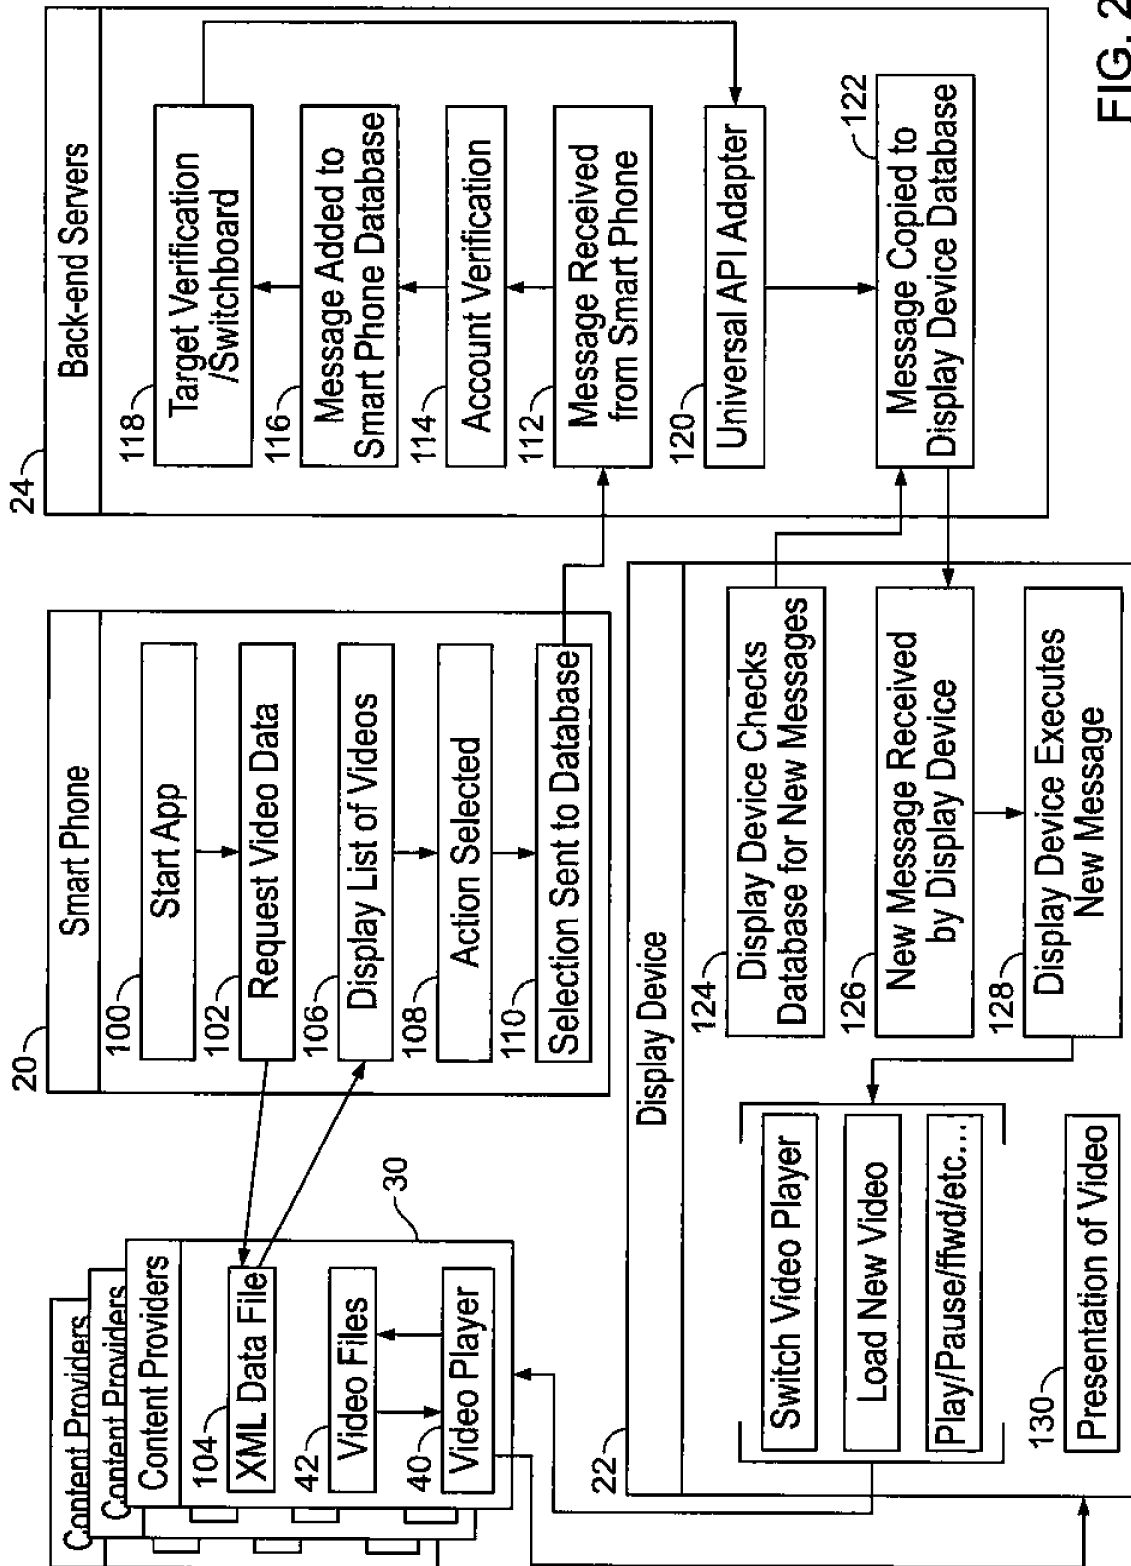 Content Providers
Content Providers
Content Providers
104
XML Data File
42
Video Files
40
Video Player
30
20
Smart Phone
100
Start App
102
Request Video Data
106
Display List of Videos
108
Action Selected
110
Selection Sent to Database
24
Back-end Servers
118
Target Verification
/Switchboard
116
Message Added to
Smart Phone Database
114
Account Verification
112
Message Received
from Smart Phone
120
Universal API Adapter
122
Message Copied to
Display Device Database
22
Display Device
124
Display Device Checks
Database for New Messages
126
New Message Received
by Display Device
128
Display Device Executes
New Message
Switch Video Player
Load New Video
Play/Pause/ffwd/etc...
130
Presentation of Video
FIG. 2